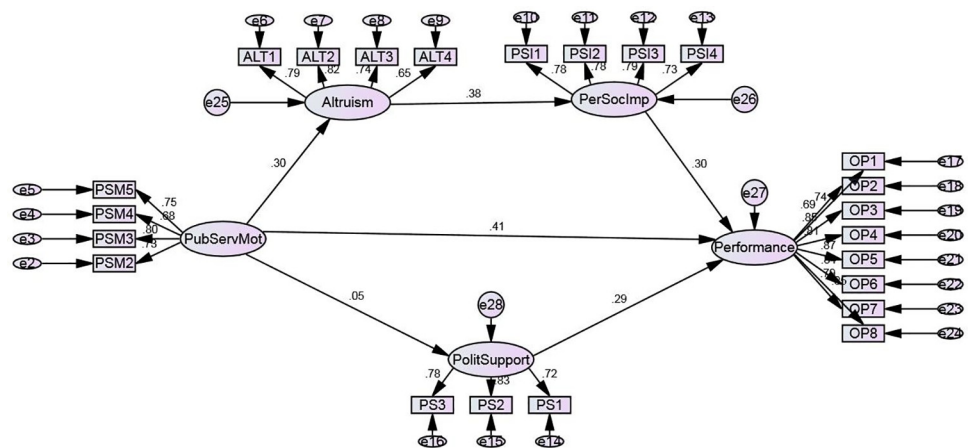 e6 e7 e8 e9 e10 e11 e12 e13
ALT1 ALT2 ALT3 ALT4 PSI1 PSI2 PSI3 PSI4
.79 .82 .74 .65 .78 .78 .79 .73
e25 Altruism .38 PerSocImp e26
.30 .30
e5 PSM5 .75
e4 PSM4 .68
e3 PSM3 .80
e2 PSM2 .73
PubServMot .41 Performance
e27
OP1 e17
.74 OP2 e18
.69 OP3 e19
OP4 e20
.87 OP5 e21
OP6 e22
OP7 e23
OP8 e24
.05 .29
e28
PolitSupport
.78 .83 .72
PS3 PS2 PS1
e16 e15 e14